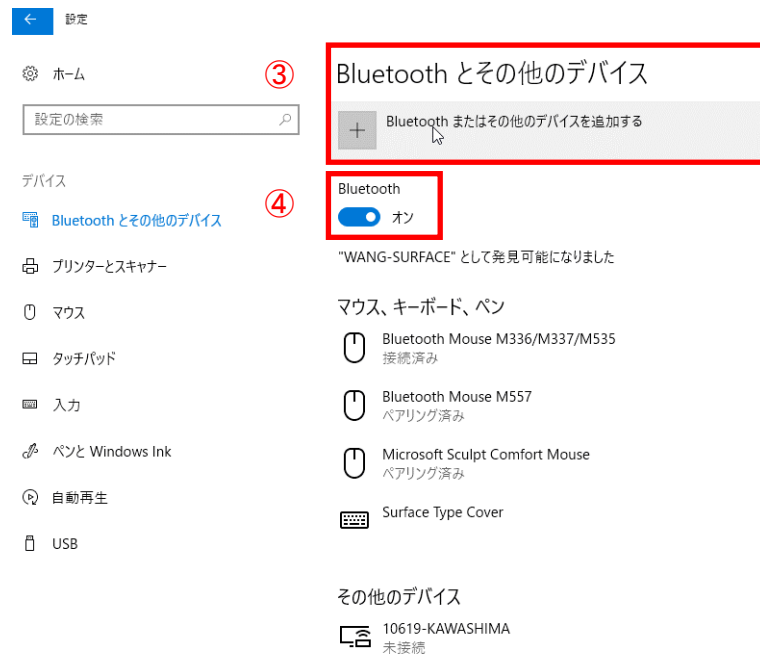 設定
ホーム
設定の検索
デバイス
Bluetooth とその他のデバイス
プリンターとスキャナー
マウス
タッチパッド
入力
ペンと Windows Ink
自動再生
USB
③
Bluetooth とその他のデバイス
Bluetooth またはその他のデバイスを追加する
④
Bluetooth
オン
"WANG-SURFACE" として発見可能になりました
マウス、キーボード、ペン
Bluetooth Mouse M336/M337/M535
接続済み
Bluetooth Mouse M557
ペアリング済み
Microsoft Sculpt Comfort Mouse
ペアリング済み
Surface Type Cover
その他のデバイス
10619-KAWASHIMA
未接続